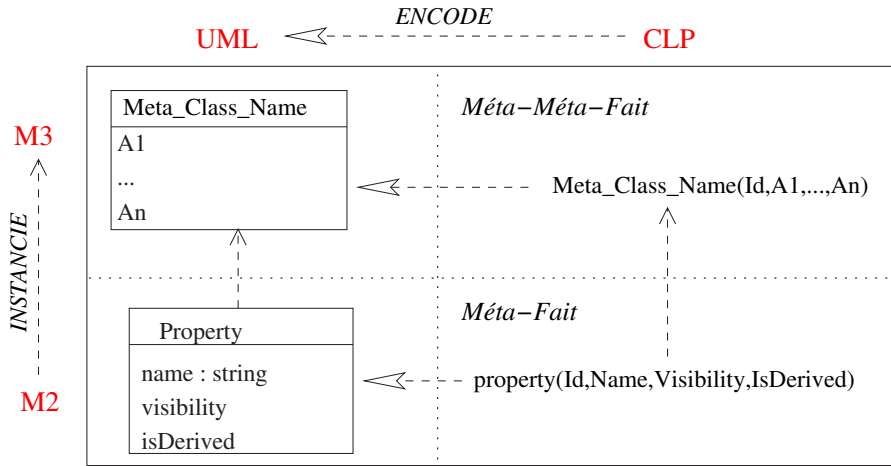 ENCODE
UML
CLP
Meta_Class_Name
Méta-Méta-Fait
M3
A1
...
An
Meta_Class_Name(Id,A1,...,An)
INSTANCIE
Méta-Fait
Property
name : string
visibility
isDerived
property(Id,Name,Visibility,IsDerived)
M2